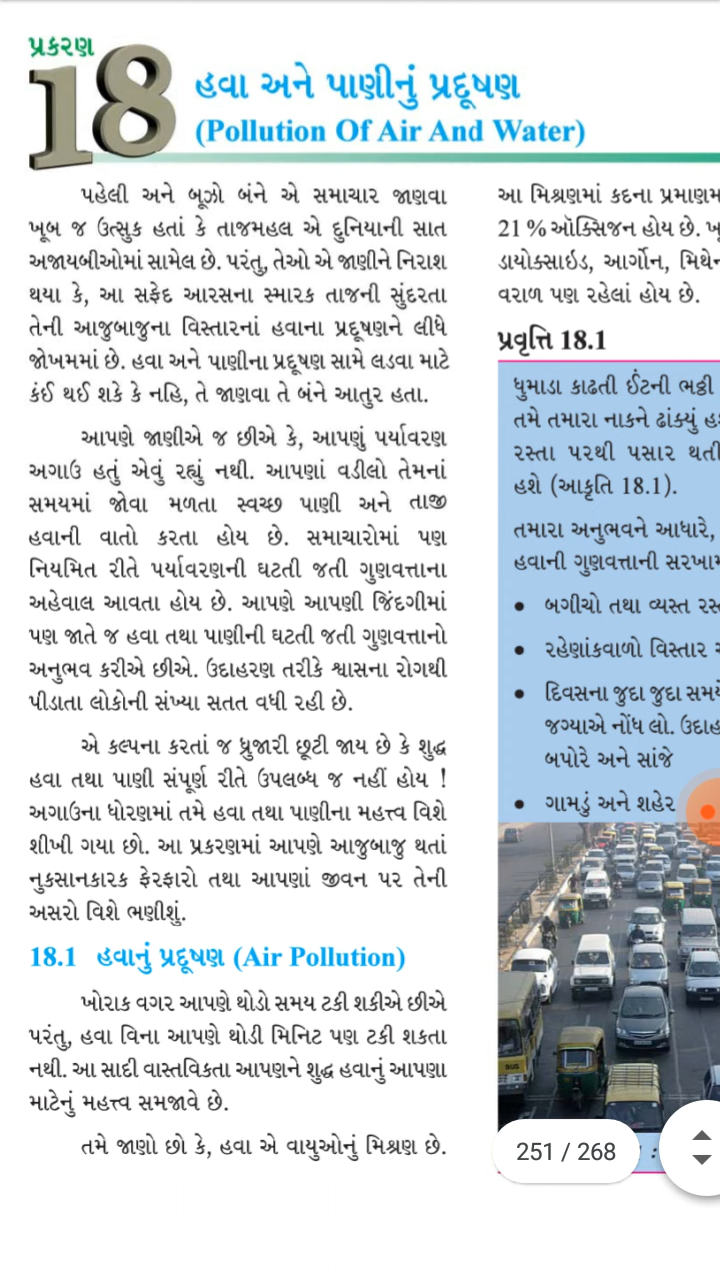 પ્રકરણ
18
હવા અને પાણીનું પ્રદૂષણ
(Pollution Of Air And Water)
પહેલી અને બૂઝો બંને એ સમાચાર જાણવા
ખૂબ જ ઉત્સુક હતાં કે તાજમહલ એ દુનિયાની સાત
અજાયબીઓમાં સામેલ છે. પરંતુ, તેઓ એ જાણીને નિરાશ
થયા કે, આ સફેદ આરસના સ્મારક તાજની સુંદરતા
તેની આજુબાજુના વિસ્તારનાં હવાના પ્રદૂષણને લીધે
જોખમમાં છે. હવા અને પાણીના પ્રદૂષણ સામે લડવા માટે
કંઈ થઈ શકે કે નહિ, તે જાણવા તે બંને આતુર હતા.
આપણે જાણીએ જ છીએ કે, આપણું પર્યાવરણ
અગાઉ હતું એવું રહ્યું નથી. આપણાં વડીલો તેમનાં
સમયમાં જોવા મળતા સ્વચ્છ પાણી અને તાજી
હવાની વાતો કરતા હોય છે. સમાચારોમાં પણ
નિયમિત રીતે પર્યાવરણની ઘટતી જતી ગુણવત્તાના
અહેવાલ આવતા હોય છે. આપણે આપણી જિંદગીમાં
પણ જાતે જ હવા તથા પાણીની ઘટતી જતી ગુણવત્તાનો
અનુભવ કરીએ છીએ. ઉદાહરણ તરીકે શ્વાસના રોગથી
પીડાતા લોકોની સંખ્યા સતત વધી રહી છે.
એ કલ્પના કરતાં જ ધ્રુજારી છૂટી જાય છે કે શુદ્ધ
હવા તથા પાણી સંપૂર્ણ રીતે ઉપલબ્ધ જ નહીં હોય !
અગાઉના ધોરણમાં તમે હવા તથા પાણીના મહત્ત્વ વિશે
શીખી ગયા છો. આ પ્રકરણમાં આપણે આજુબાજુ થતાં
નુકસાનકારક ફેરફારો તથા આપણાં જીવન પર તેની
અસરો વિશે ભણીશું.
18.1 હવાનું પ્રદૂષણ (Air Pollution)
ખોરાક વગર આપણે થોડો સમય ટકી શકીએ છીએ
પરંતુ, હવા વિના આપણે થોડી મિનિટ પણ ટકી શકતા
નથી. આ સાદી વાસ્તવિકતા આપણને શુદ્ધ હવાનું આપણા
માટેનું મહત્ત્વ સમજાવે છે.
તમે જાણો છો કે, હવા એ વાયુઓનું મિશ્રણ છે.
આ મિશ્રણમાં કદના
21 % ઑક્સિજન હોય છે.
ડાયોક્સાઇડ, આર્ગોન,
વરાળ પણ રહેલાં હોય છે.
પ્રવૃત્તિ 18.1
ધુમાડા કાઢતી ઈંટની ભઠ્ઠી
તમે તમારા નાકને ઢાંક્યું
રસ્તા પરથી પસાર થતી
હશે (આકૃતિ 18.1).
તમારા અનુભવને આધારે,
હવાની ગુણવત્તાની
• બગીચો તથા વ્યસ્ત
• રહેણાંકવાળો વિસ્તાર
• દિવસના જુદા જુદા
જગ્યાએ નોંધ લો.
બપોરે અને સાંજે
• ગામડું અને શહેર
BUS
251 / 268
: